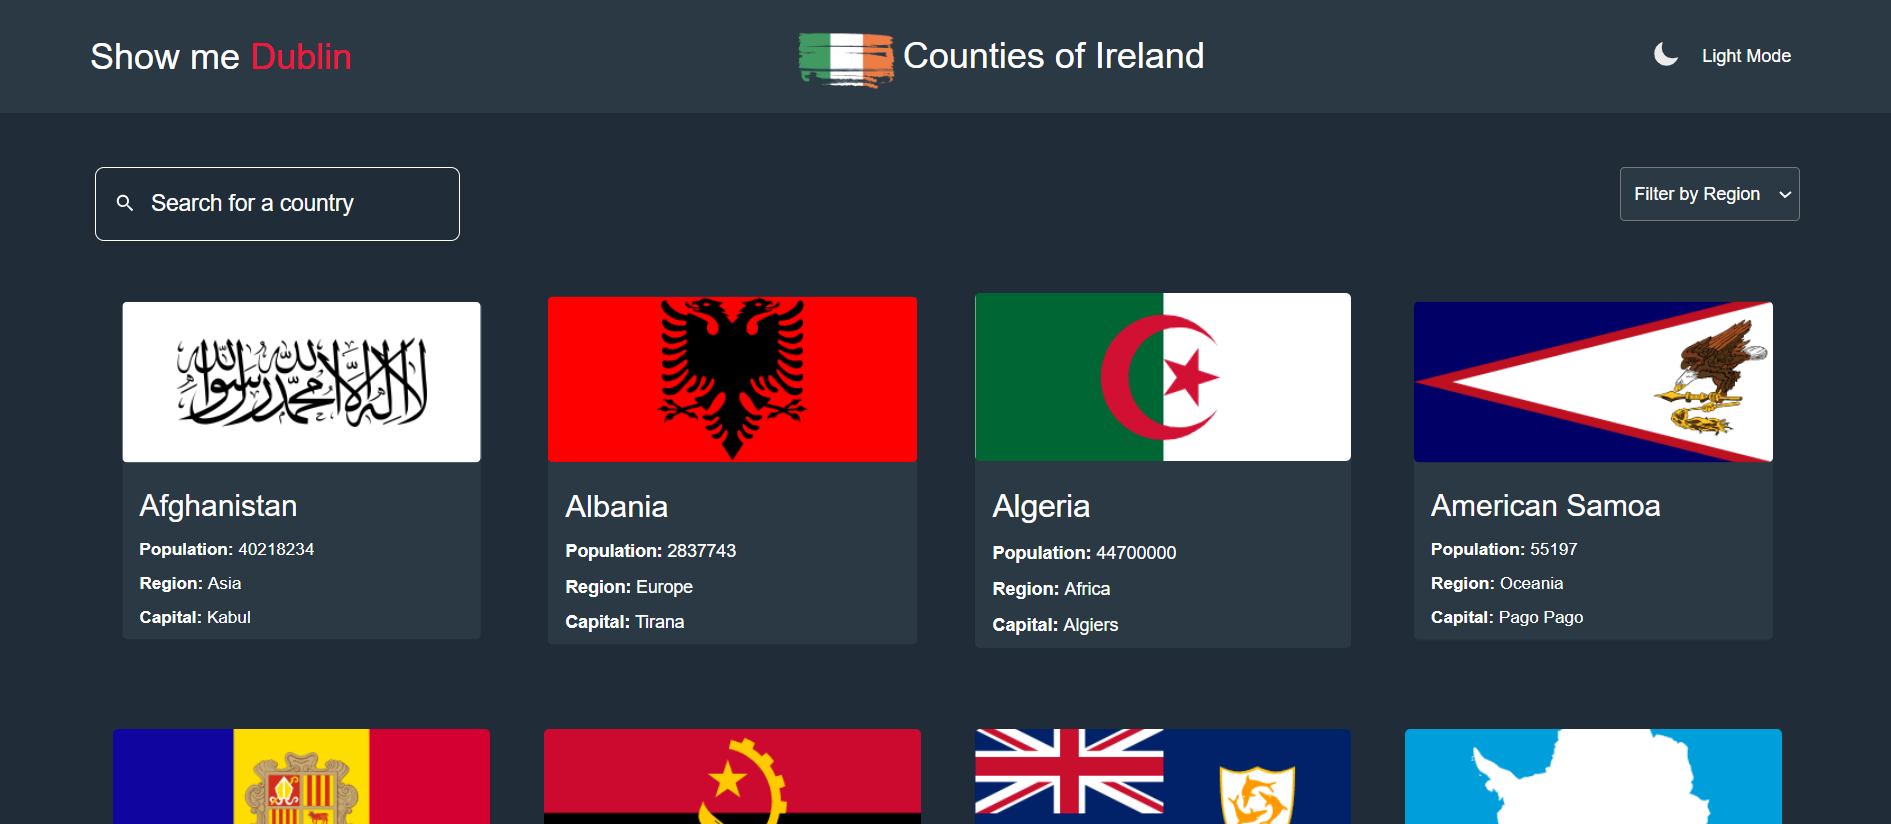 Show me Dublin
Counties of Ireland
Light Mode
Search for a country
Filter by Region
لا إله إلا الله محمد رسول الله
Afghanistan
Population: 40218234
Region: Asia
Capital: Kabul
Albania
Population: 2837743
Region: Europe
Capital: Tirana
Algeria
Population: 44700000
Region: Africa
Capital: Algiers
American Samoa
Population: 55197
Region: Oceania
Capital: Pago Pago